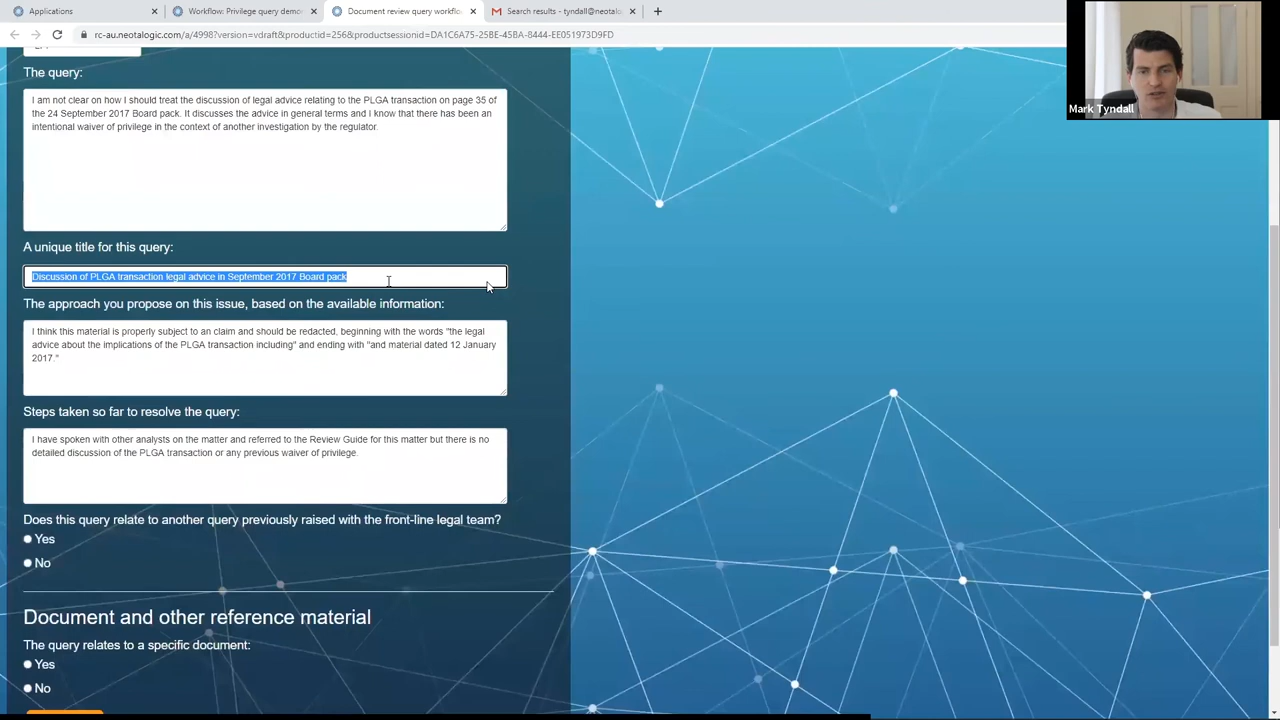 Applications
Workflow: Privilege query demo
Document review query workflo
Search results - tyndall@neotalo
rc-au.neotalogic.com/a/4998?version=vdraft&productid=256&productsessionid=DA1C6A75-25BE-45BA-8444-EE051973D9FD
Mark Tyndall
The query:
I am not clear on how I should treat the discussion of legal advice relating to the PLGA transaction on page 35 of
the 24 September 2017 Board pack. It discusses the advice in general terms and I know that there has been an
intentional waiver of privilege in the context of another investigation by the regulator.
A unique title for this query:
Discussion of PLGA transaction legal advice in September 2017 Board pack
The approach you propose on this issue, based on the available information:
I think this material is properly subject to an claim and should be redacted, beginning with the words "the legal
advice about the implications of the PLGA transaction including" and ending with "and material dated 12 January
2017."
Steps taken so far to resolve the query:
I have spoken with other analysts on the matter and referred to the Review Guide for this matter but there is no
detailed discussion of the PLGA transaction or any previous waiver of privilege.
Does this query relate to another query previously raised with the front-line legal team?
Yes
No
Document and other reference material
The query relates to a specific document:
Yes
No